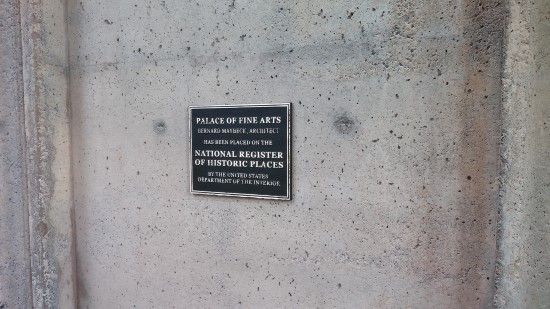 PALACE OF FINE ARTS
BERNARD MAYBECK, ARCHITECT
HAS BEEN PLACED ON THE
NATIONAL REGISTER
OF HISTORIC PLACES
BY THE UNITED STATES
DEPARTMENT OF THE INTERIOR